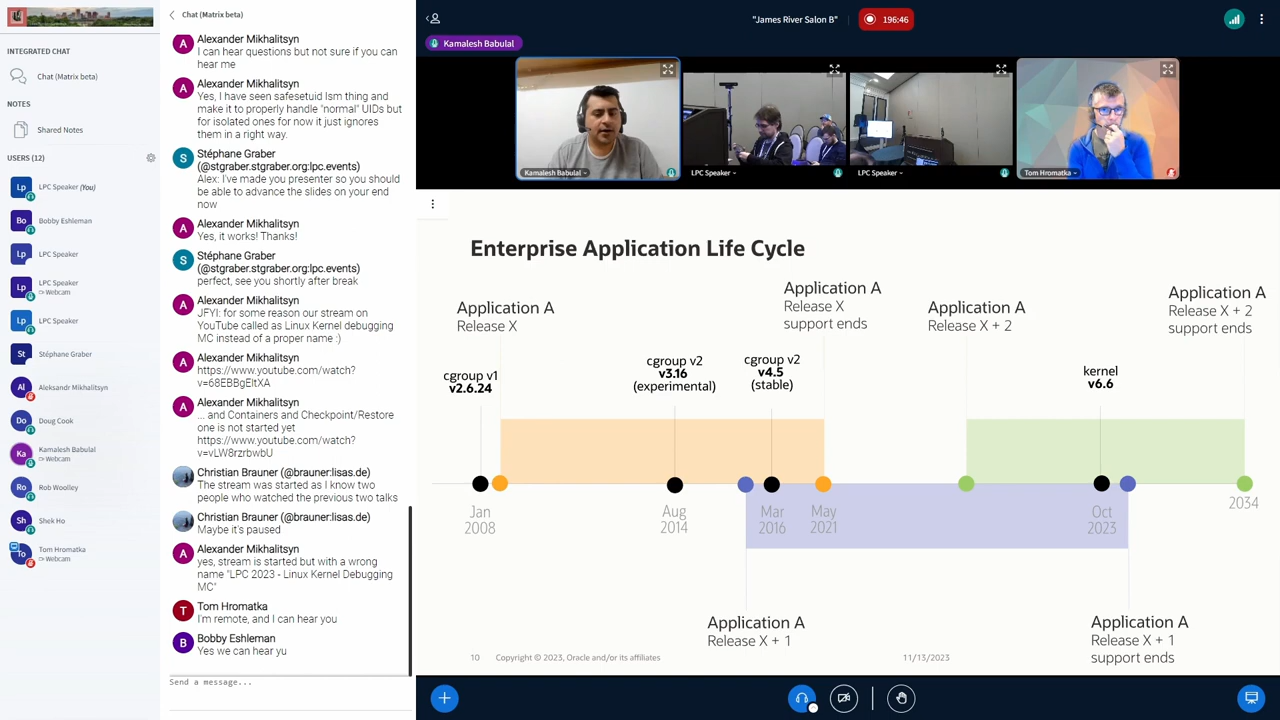 INTEGRATED CHAT
Chat (Matrix beta)
NOTES
Shared Notes
USERS (12)
Lp
LPC Speaker (You)
Bo
Bobby Eshleman
Lp
LPC Speaker
Lp
LPC Speaker
Webcam
Lp
LPC Speaker
St
Stéphane Graber
Al
Aleksandr Mikhalitsyn
Do
Doug Cook
Ka
Kamalesh Babulal
Webcam
Ro
Rob Woolley
Sh
Shek Ho
To
Tom Hromatka
Webcam
Chat (Matrix beta)
A
Alexander Mikhalitsyn
I can hear questions but not sure if you can
hear me
A
Alexander Mikhalitsyn
Yes, I have seen safesetuid lsm thing and
make it to properly handle "normal" UIDs but
for isolated ones for now it just ignores
them in a right way.
S
Stéphane Graber
(@stgraber.stgraber.org:lpc.events)
Alex: I've made you presenter so you should
be able to advance the slides on your end
now
A
Alexander Mikhalitsyn
Yes, it works! Thanks!
S
Stéphane Graber
(@stgraber.stgraber.org:lpc.events)
perfect, see you shortly after break
A
Alexander Mikhalitsyn
JFYI: for some reason our stream on
YouTube called as Linux Kernel debugging
MC instead of a proper name :)
A
Alexander Mikhalitsyn
https://www.youtube.com/watch?
v=68EBBgEltXA
A
Alexander Mikhalitsyn
... and Containers and Checkpoint/Restore
one is not started yet
https://www.youtube.com/watch?
v=vLW8rzrbwbU
Christian Brauner (@brauner:lisas.de)
The stream was started as I know two
people who watched the previous two talks
Christian Brauner (@brauner:lisas.de)
Maybe it's paused
A
Alexander Mikhalitsyn
yes, stream is started but with a wrong
name "LPC 2023 - Linux Kernel Debugging
MC"
T
Tom Hromatka
I'm remote, and I can hear you
B
Bobby Eshleman
Yes we can hear yu
Send a message...
"James River Salon B"
196:46
Kamalesh Babulal
Kamalesh Babulal
LPC Speaker
LPC Speaker
Tom Hromatka
Enterprise Application Life Cycle
Application A
Release X
Application A
Release X
support ends
Application A
Release X + 2
Application A
Release X + 2
support ends
cgroup v1
v2.6.24
cgroup v2
v3.16
(experimental)
cgroup v2
v4.5
(stable)
kernel
v6.6
Jan
2008
Aug
2014
Mar
2016
May
2021
Oct
2023
2034
Application A
Release X + 1
Application A
Release X + 1
support ends
10
Copyright © 2023, Oracle and/or its affiliates
11/13/2023